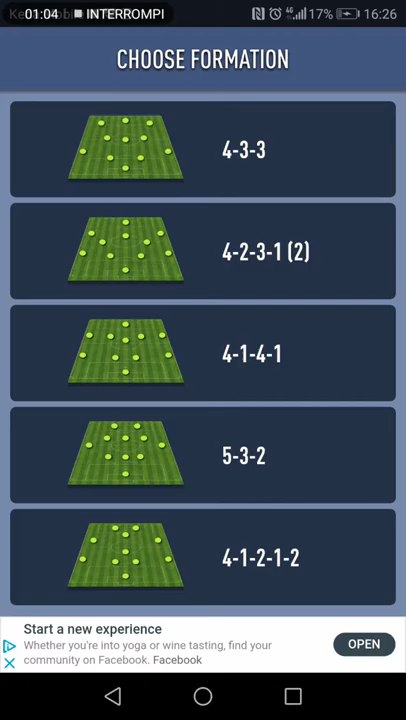 01:04 INTERROMPI
4G 17% 16:26
CHOOSE FORMATION
4-3-3
4-2-3-1 (2)
4-1-4-1
5-3-2
4-1-2-1-2
Start a new experience
Whether you're into yoga or wine tasting, find your
community on Facebook. Facebook
OPEN